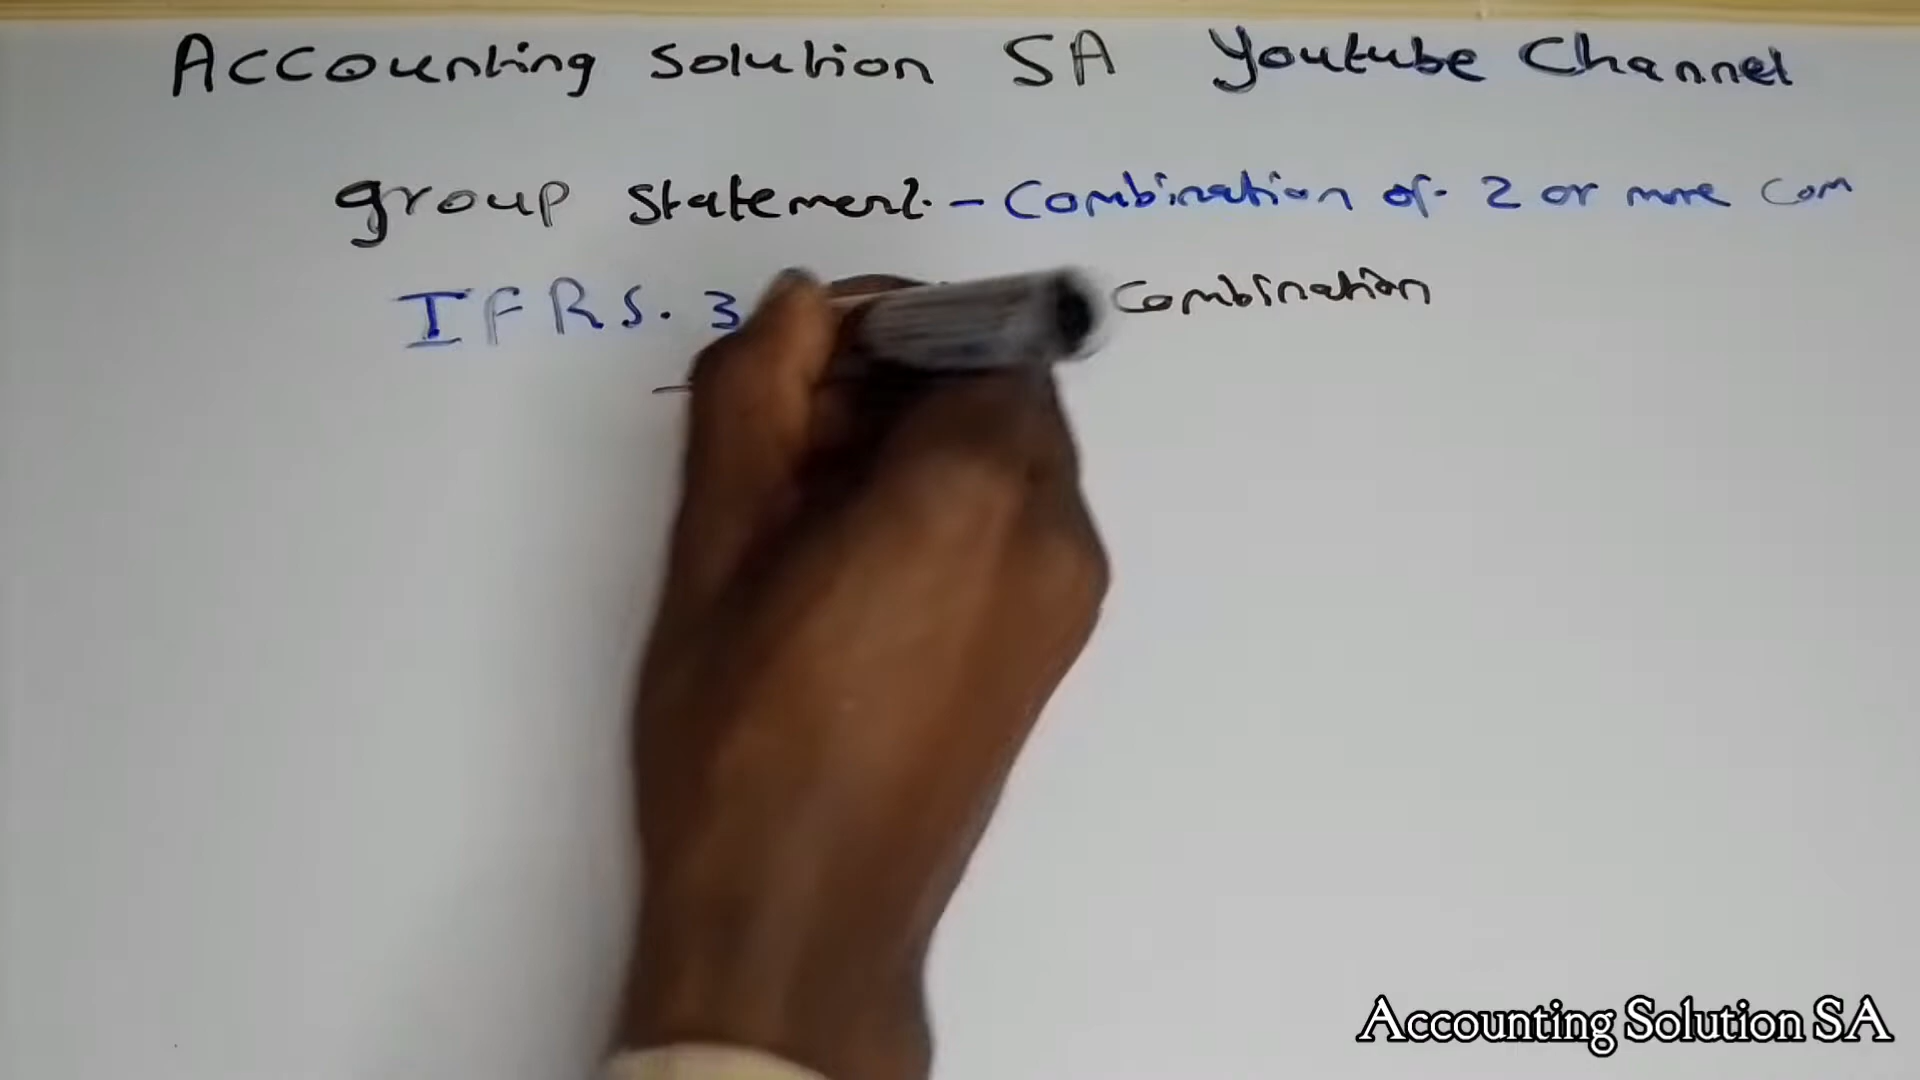 Accounting Solution SA Youtube Channel
group statement - Combination of 2 or more com
IFRS. 3 Combination
Accounting Solution SA